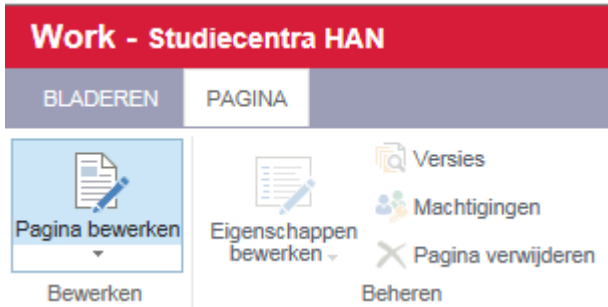 Work - Studiecentra HAN
BLADEREN PAGINA
Pagina bewerken
Eigenschappen
bewerken
Versies
Machtigingen
Pagina verwijderen
Bewerken
Beheren